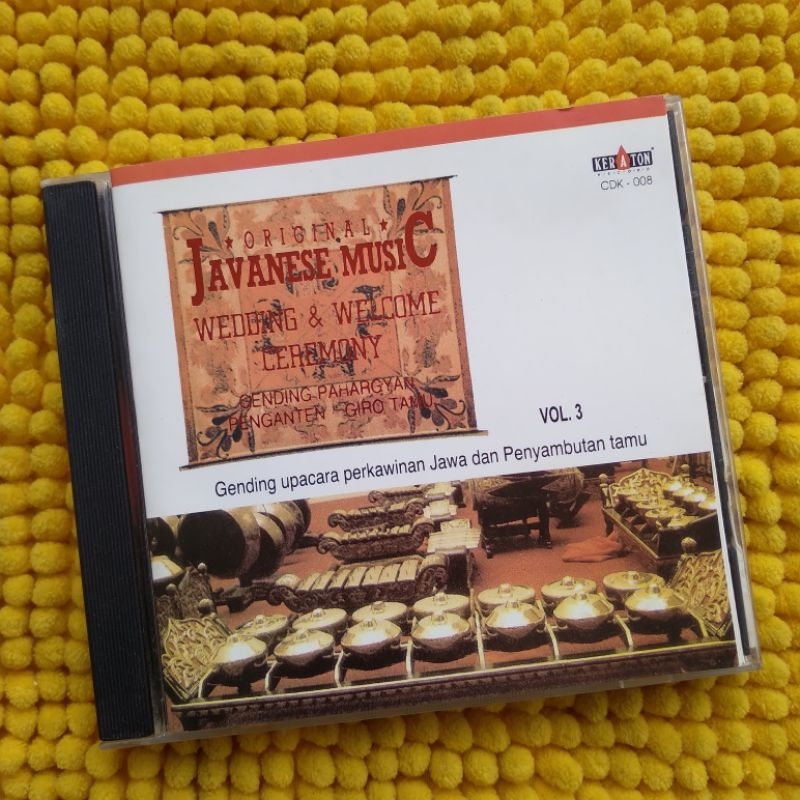 KERATON
RECORD
CDK - 008
★ ORIGINAL ★
JAVANESE MUSIC
WEDDING & WELCOME
CEREMONY
GENDING PAHARGYAN
PENGANTEN - GIRO TAMU
VOL. 3
Gending upacara perkawinan Jawa dan Penyambutan tamu